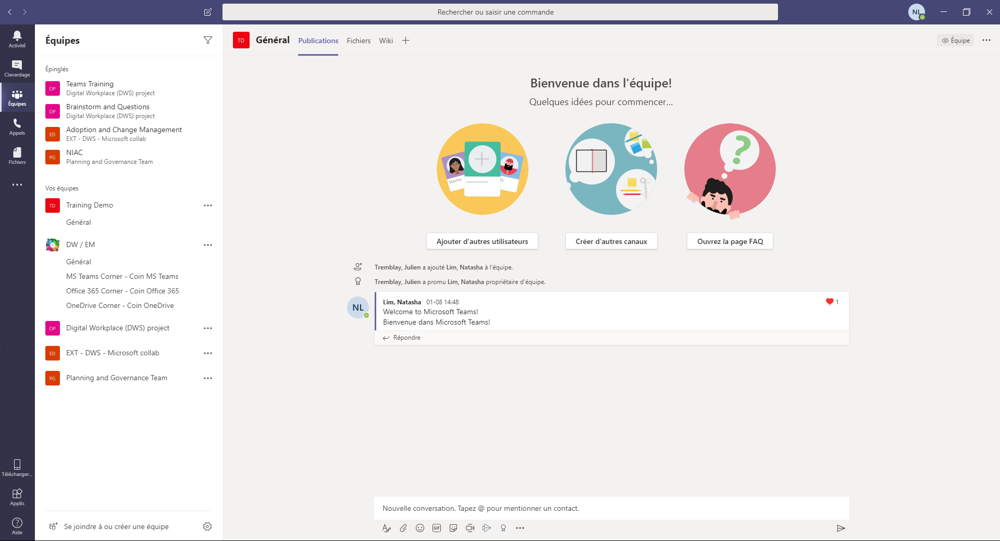 Rechercher ou saisir une commande
NL
Activité
Clavardage
Équipes
Appels
Fichiers
Télécharger...
Applis
Aide
Équipes
Épinglés
OP
Teams Training
Digital Workplace (DWS) project
OP
Brainstorm and Questions
Digital Workplace (DWS) project
ED
Adoption and Change Management
EXT - DWS - Microsoft collab
PG
NIAC
Planning and Governance Team
Vos équipes
TD
Training Demo
Général
DW / EM
Général
MS Teams Corner - Coin MS Teams
Office 365 Corner - Coin Office 365
OneDrive Corner - Coin OneDrive
OP
Digital Workplace (DWS) project
ED
EXT - DWS - Microsoft collab
PG
Planning and Governance Team
Se joindre à ou créer une équipe
TD Général Publications Fichiers Wiki
Équipe
Bienvenue dans l'équipe!
Quelques idées pour commencer...
Maxine
Ajouter d'autres utilisateurs
Créer d'autres canaux
Ouvrez la page FAQ
Tremblay, Julien a ajouté Lim, Natasha à l'équipe.
Tremblay, Julien a promu Lim, Natasha propriétaire d'équipe.
NL
Lim, Natasha 01-08 14:48
1
Welcome to Microsoft Teams!
Bienvenue dans Microsoft Teams!
Répondre
Nouvelle conversation. Tapez @ pour mentionner un contact.
GIF